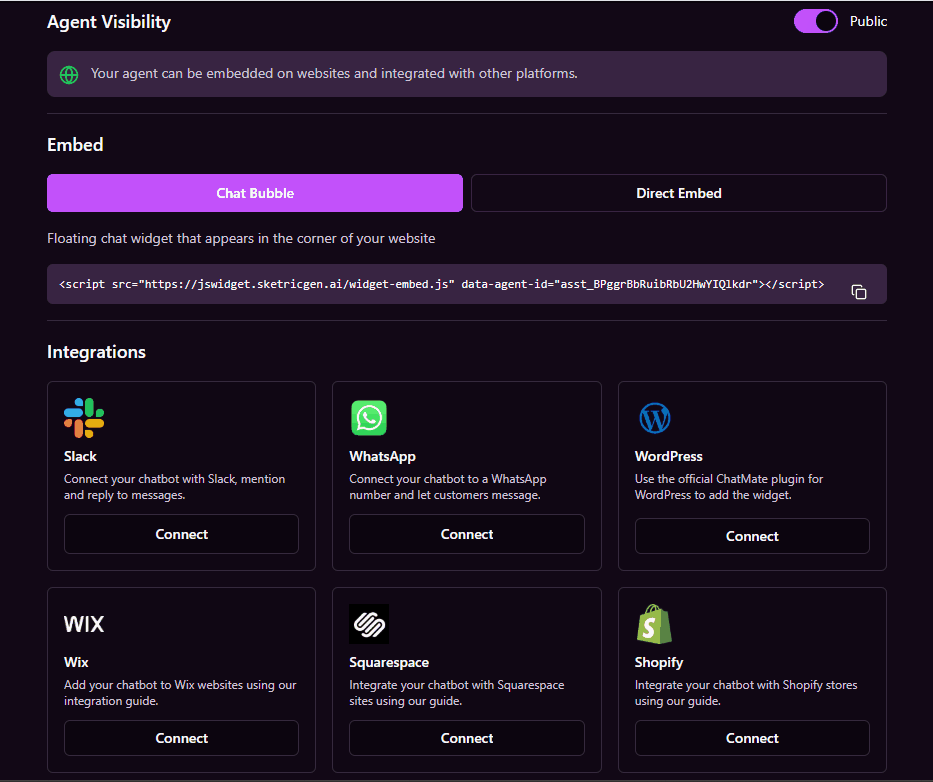 Agent Visibility
Public
Your agent can be embedded on websites and integrated with other platforms.
Embed
Chat Bubble
Direct Embed
Floating chat widget that appears in the corner of your website
<script src="https://jswidget.sketricgen.ai/widget-embed.js" data-agent-id="asst_BPggrBbRuibRbU2HwYIQlkdr"></script>
Integrations
Slack
Connect your chatbot with Slack, mention
and reply to messages.
Connect
WhatsApp
Connect your chatbot to a WhatsApp
number and let customers message.
Connect
WordPress
Use the official ChatMate plugin for
WordPress to add the widget.
Connect
WIX
Wix
Add your chatbot to Wix websites using our
integration guide.
Connect
Squarespace
Integrate your chatbot with Squarespace
sites using our guide.
Connect
Shopify
Integrate your chatbot with Shopify stores
using our guide.
Connect